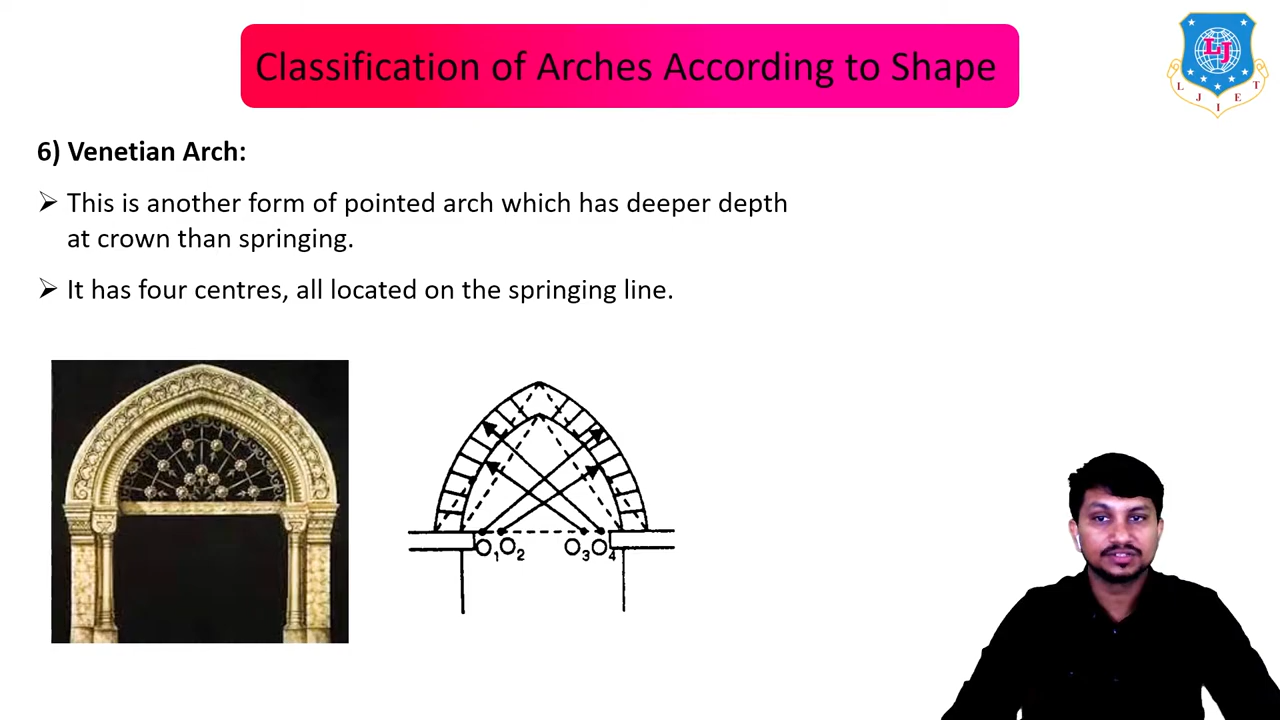 Classification of Arches According to Shape
LJ
L J I E T
6) Venetian Arch:
➢ This is another form of pointed arch which has deeper depth
at crown than springing.
➢ It has four centres, all located on the springing line.
O1 O2 O3 O4